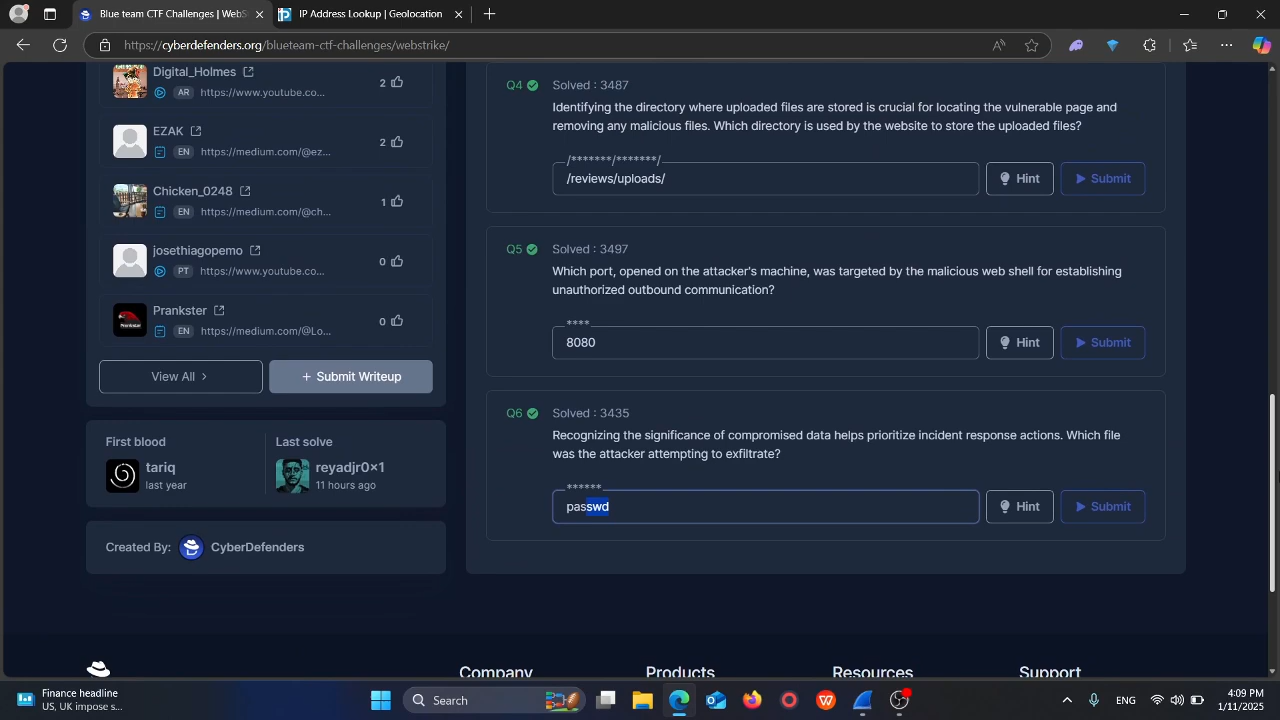 Blue team CTF Challenges | WebS
IP Address Lookup | Geolocation
https://cyberdefenders.org/blueteam-ctf-challenges/webstrike/
Digital_Holmes
AR https://www.youtube.co...
2
EZAK
EN https://medium.com/@ez...
2
Chicken_0248
EN https://medium.com/@ch...
1
josethiagopemo
PT https://www.youtube.co...
0
Prankster
EN https://medium.com/@Lo...
0
View All >
+ Submit Writeup
First blood
tariq
last year
Last solve
reyadjr0×1
11 hours ago
Created By: CyberDefenders
Q4 Solved : 3487
Identifying the directory where uploaded files are stored is crucial for locating the vulnerable page and
removing any malicious files. Which directory is used by the website to store the uploaded files?
/*******/*******/
/reviews/uploads/
Hint
Submit
Q5 Solved : 3497
Which port, opened on the attacker's machine, was targeted by the malicious web shell for establishing
unauthorized outbound communication?
****
8080
Hint
Submit
Q6 Solved : 3435
Recognizing the significance of compromised data helps prioritize incident response actions. Which file
was the attacker attempting to exfiltrate?
******
passwd
Hint
Submit
Company
Products
Resources
Support
Finance headline
US, UK impose s...
Search
ENG
4:09 PM
1/11/2025